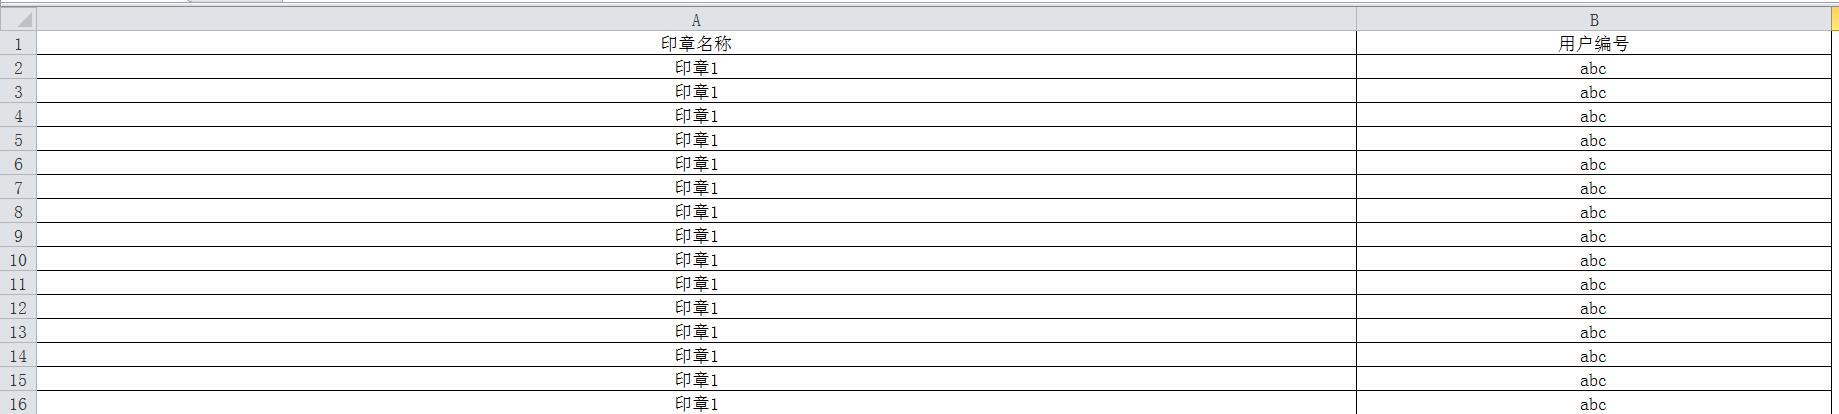 A B
1 印章名称 用户编号
2 印章1 abc
3 印章1 abc
4 印章1 abc
5 印章1 abc
6 印章1 abc
7 印章1 abc
8 印章1 abc
9 印章1 abc
10 印章1 abc
11 印章1 abc
12 印章1 abc
13 印章1 abc
14 印章1 abc
15 印章1 abc
16 印章1 abc